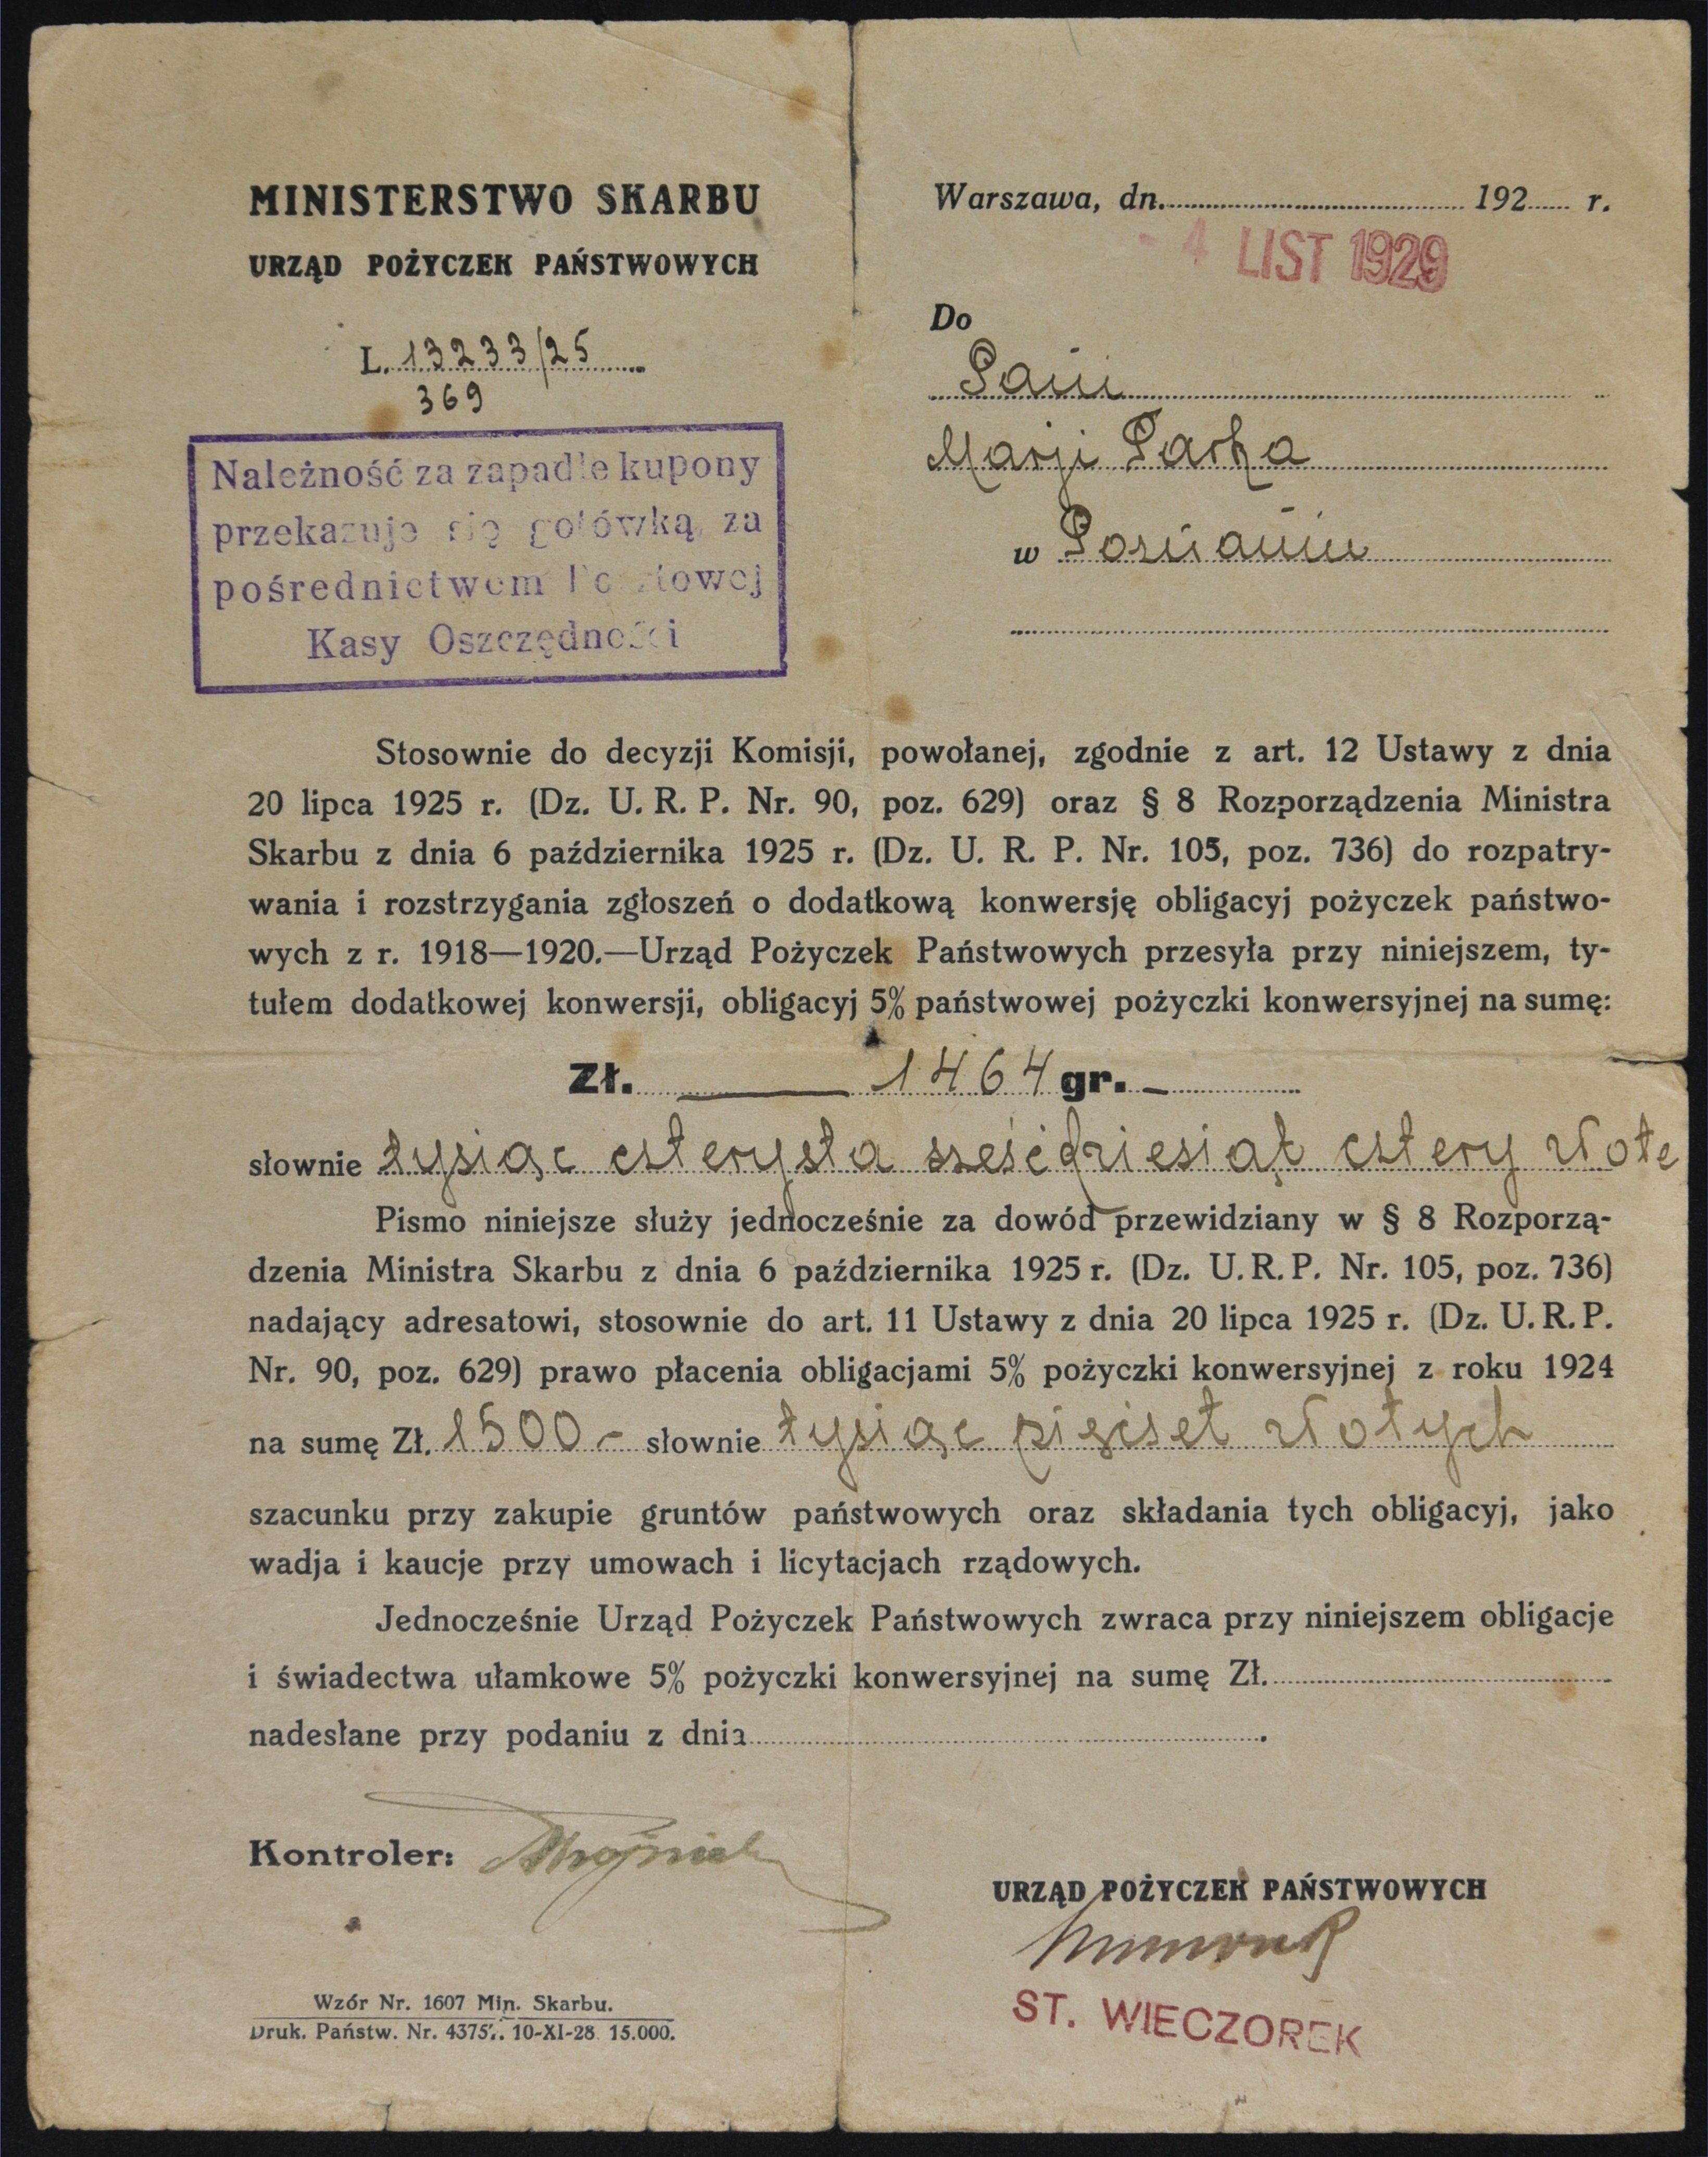 MINISTERSTWO SKARBU
URZĄD POŻYCZEK PAŃSTWOWYCH
L. 13233/25
369
Warszawa, dn. 192 r.
- 4 LIST 1929
Do
Pani
Marji Parka
w Poznaniu
Należność za zapadłe kupony
przekazuje się gotówką za
pośrednictwem Pocztowej
Kasy Oszczędności
Stosownie do decyzji Komisji, powołanej, zgodnie z art. 12 Ustawy z dnia
20 lipca 1925 r. (Dz. U. R. P. Nr. 90, poz. 629) oraz § 8 Rozporządzenia Ministra
Skarbu z dnia 6 października 1925 r. (Dz. U. R. P. Nr. 105, poz. 736) do rozpatry-
wania i rozstrzygania zgłoszeń o dodatkową konwersję obligacyj pożyczek państwo-
wych z r. 1918—1920.—Urząd Pożyczek Państwowych przesyła przy niniejszem, ty-
tułem dodatkowej konwersji, obligacyj 5% państwowej pożyczki konwersyjnej na sumę:
Zł. — 1464 gr. —
słownie tysiąc czterysta sześćdziesiąt cztery złote
Pismo niniejsze służy jednocześnie za dowód przewidziany w § 8 Rozporzą-
dzenia Ministra Skarbu z dnia 6 października 1925 r. (Dz. U. R. P. Nr. 105, poz. 736)
nadający adresatowi, stosownie do art. 11 Ustawy z dnia 20 lipca 1925 r. (Dz. U. R. P.
Nr. 90, poz. 629) prawo płacenia obligacjami 5% pożyczki konwersyjnej z roku 1924
na sumę Zł. 1500.- słownie tysiąc pięćset złotych
szacunku przy zakupie gruntów państwowych oraz składania tych obligacyj, jako
wadja i kaucje przy umowach i licytacjach rządowych.
Jednocześnie Urząd Pożyczek Państwowych zwraca przy niniejszem obligacje
i świadectwa ułamkowe 5% pożyczki konwersyjnej na sumę Zł.
nadesłane przy podaniu z dnia .
Kontroler:
URZĄD POŻYCZEK PAŃSTWOWYCH
ST. WIECZOREK
Wzór Nr. 1607 Min. Skarbu.
Druk. Państw. Nr. 4375. 10-XI-28 15.000.